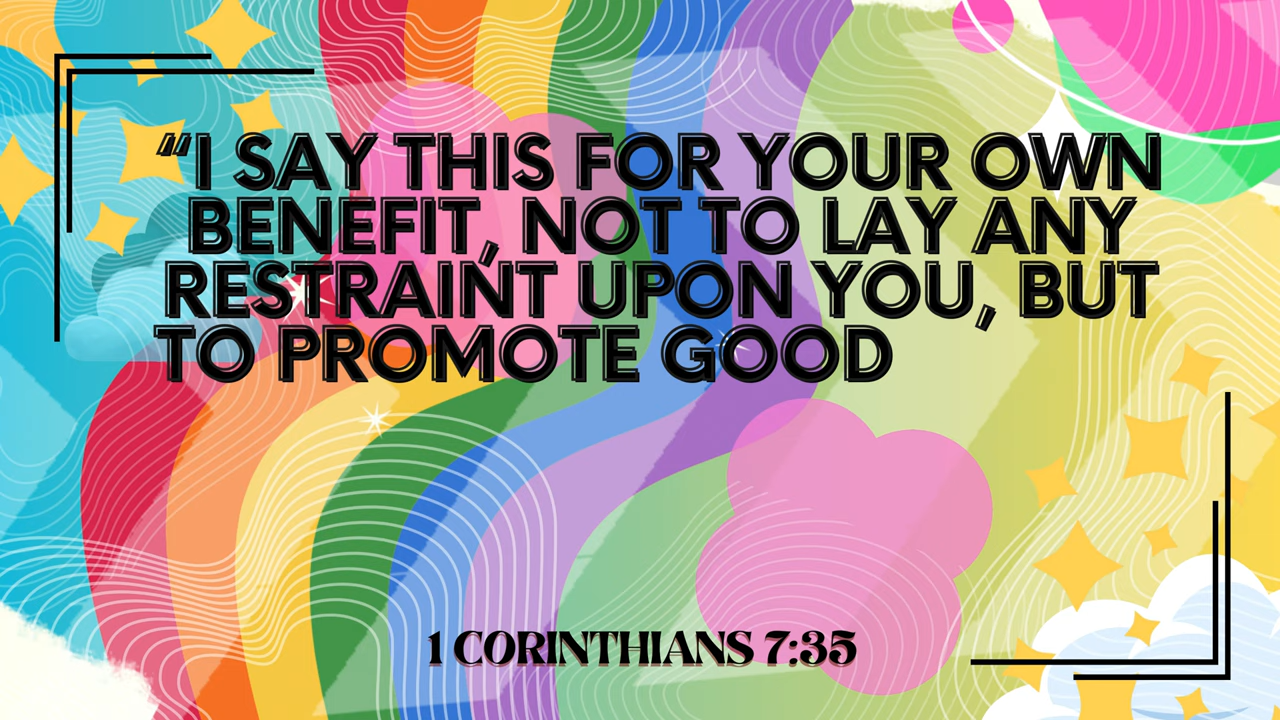 “I SAY THIS FOR YOUR OWN
BENEFIT, NOT TO LAY ANY
RESTRAINT UPON YOU, BUT
TO PROMOTE GOOD
1 CORINTHIANS 7:35